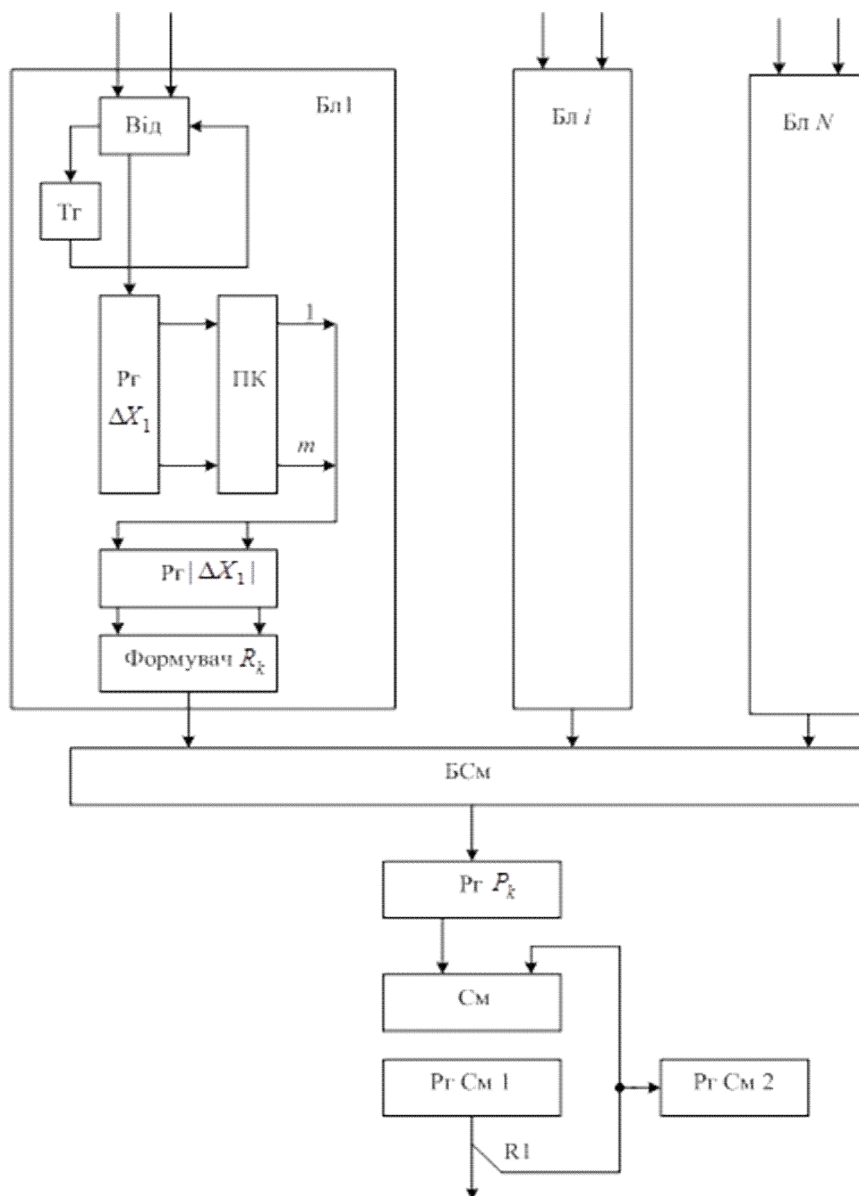 Бл1
Бл i
Бл N
Від
Тг
1
Рг
ΔX₁
ПК
m
Рг|ΔX₁|
Формувач Rₖ
БСм
Рг Pₖ
См
Рг См 1
Рг См 2
R1